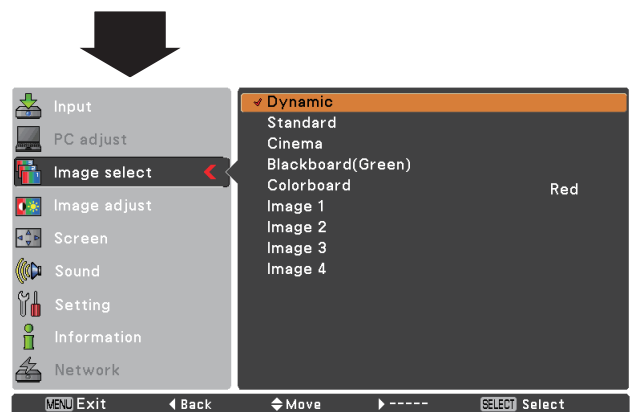 Input
PC adjust
Image select
Image adjust
Screen
Sound
Setting
Information
Network
Dynamic
Standard
Cinema
Blackboard(Green)
Colorboard Red
Image 1
Image 2
Image 3
Image 4
MENU Exit Back Move ----- SELECT Select